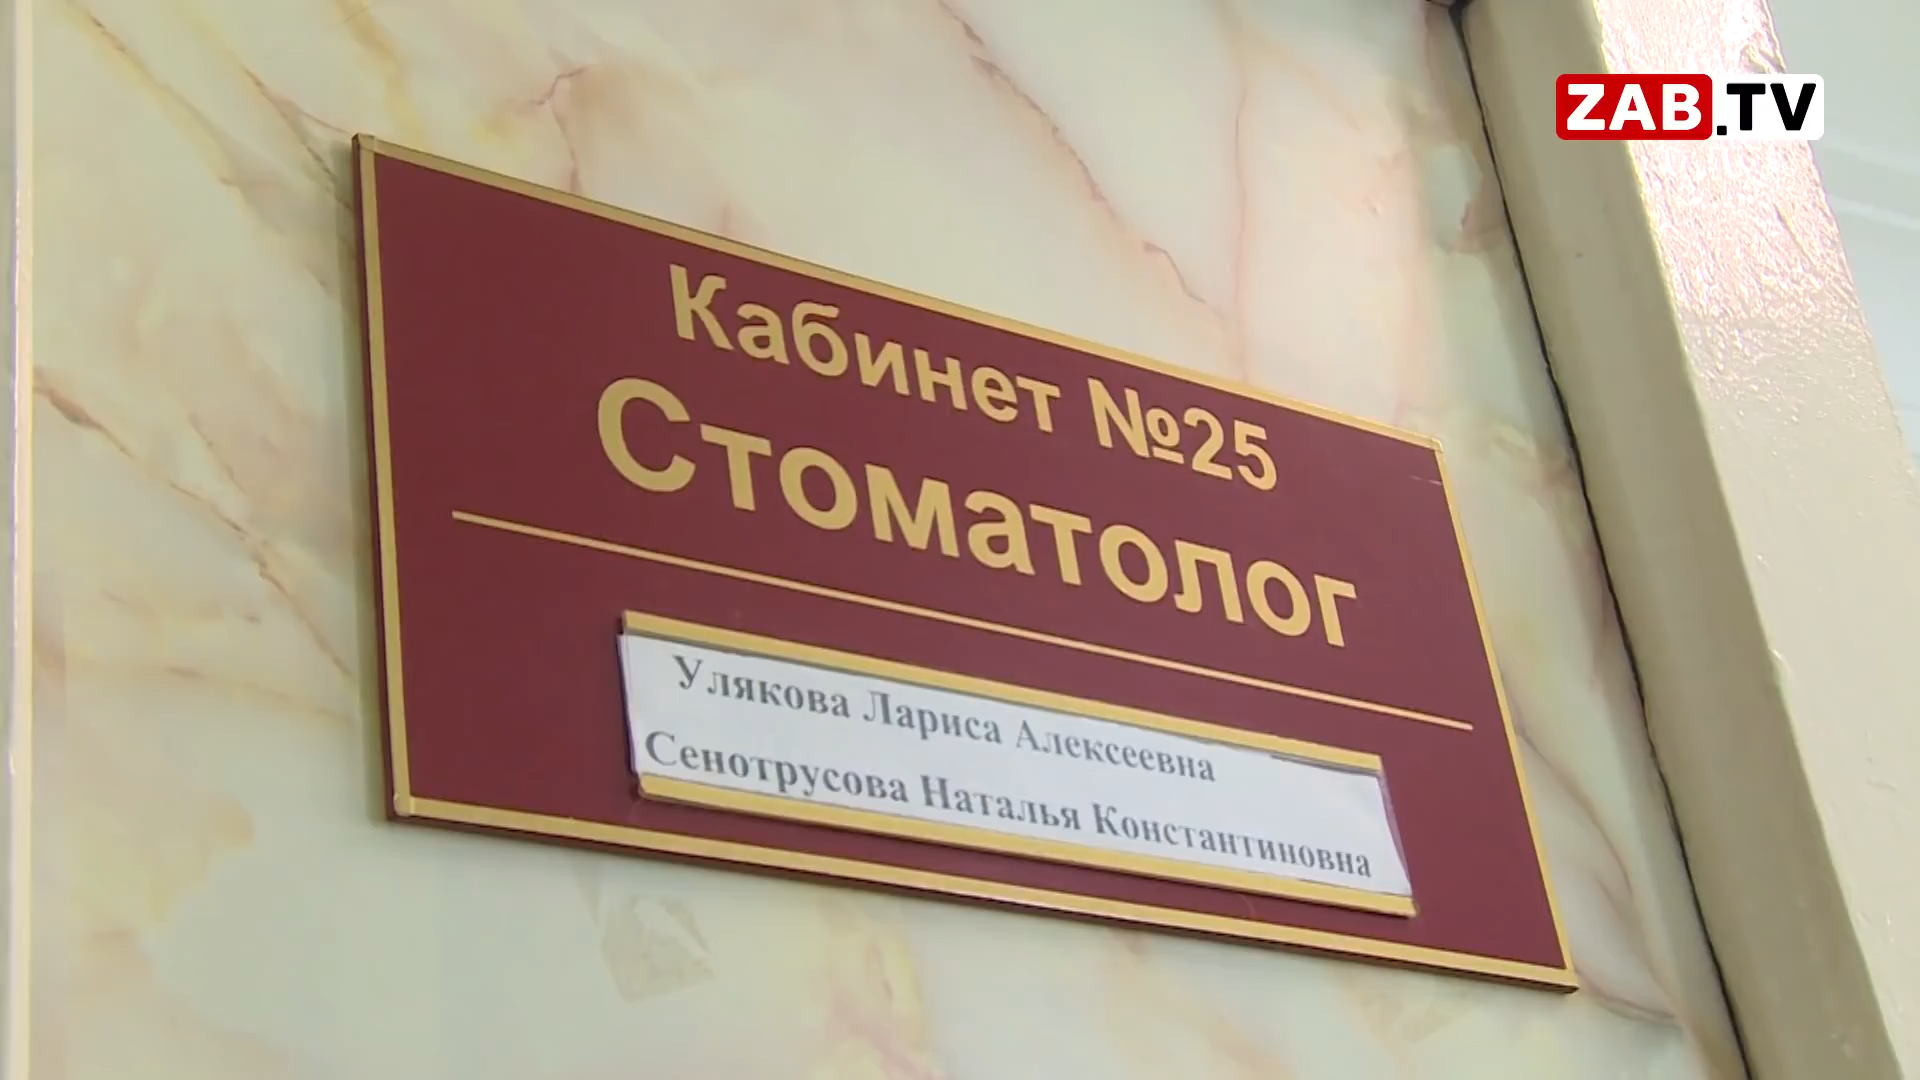 ZAB.TV
Кабинет №25
Стоматолог
Улякова Лариса Алексеевна
Сенотрусова Наталья Константиновна